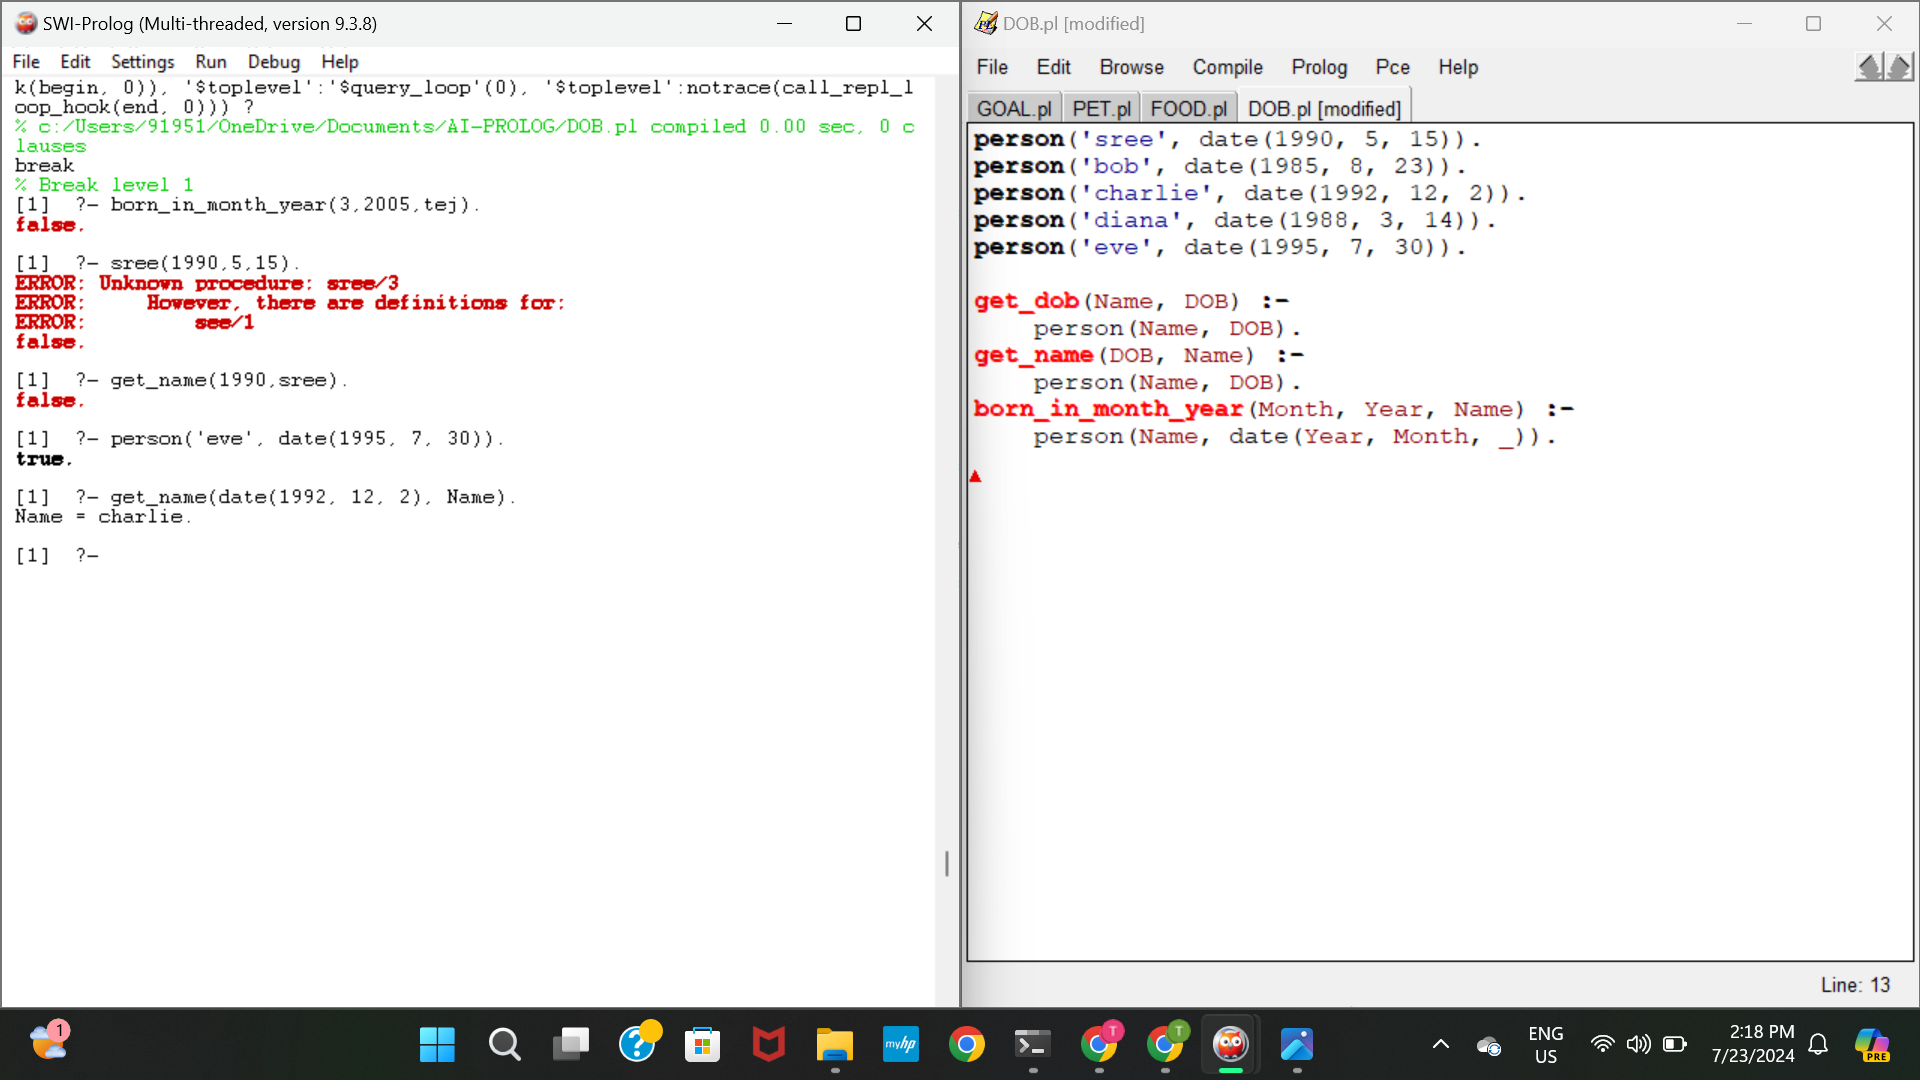 SWI-Prolog (Multi-threaded, version 9.3.8)
File Edit Settings Run Debug Help
k(begin, 0)), '$toplevel':'$query_loop'(0), '$toplevel':notrace(call_repl_l
oop_hook(end, 0))) ?
% c:/Users/91951/OneDrive/Documents/AI-PROLOG/DOB.pl compiled 0.00 sec, 0 c
lauses
break
% Break level 1
[1]  ?- born_in_month_year(3,2005,tej).
false.
[1]  ?- sree(1990,5,15).
ERROR: Unknown procedure: sree/3
ERROR:     However, there are definitions for:
ERROR:         see/1
false.
[1]  ?- get_name(1990,sree).
false.
[1]  ?- person('eve', date(1995, 7, 30)).
true.
[1]  ?- get_name(date(1992, 12, 2), Name).
Name = charlie.
[1]  ?-
DOB.pl [modified]
File Edit Browse Compile Prolog Pce Help
GOAL.pl PET.pl FOOD.pl DOB.pl [modified]
person('sree', date(1990, 5, 15)).
person('bob', date(1985, 8, 23)).
person('charlie', date(1992, 12, 2)).
person('diana', date(1988, 3, 14)).
person('eve', date(1995, 7, 30)).
get_dob(Name, DOB) :-
    person(Name, DOB).
get_name(DOB, Name) :-
    person(Name, DOB).
born_in_month_year(Month, Year, Name) :-
    person(Name, date(Year, Month, _)).
Line: 13
1
myhp
T
T
ENG
US
2:18 PM
7/23/2024
PRE